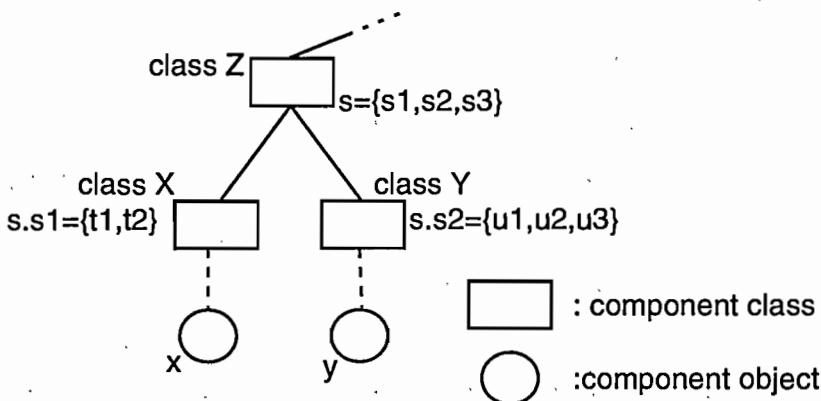 class Z
s={s1,s2,s3}
class X
class Y
s.s1={t1,t2}
s.s2={u1,u2,u3}
: component class
x
y
:component object